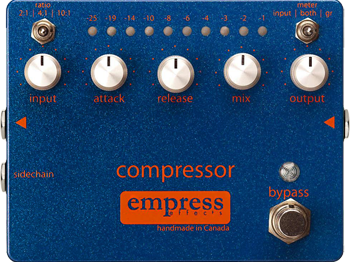 ratio
2:1 | 4:1 | 10:1
-25 -19 -14 -11 -8 -6 -4 -3 -2 -1
meter
input | both | gr
input attack release mix output
sidechain
compressor
bypass
empress
effects
handmade in Canada